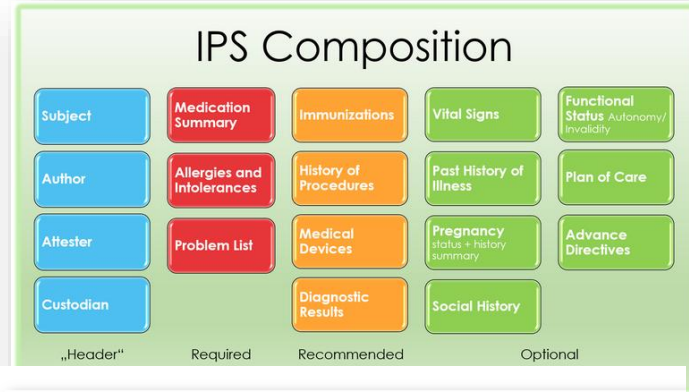 IPS Composition
Subject
Author
Attester
Custodian
„Header“
Medication
Summary
Allergies and
Intolerances
Problem List
Required
Immunizations
History of
Procedures
Medical
Devices
Diagnostic
Results
Recommended
Vital Signs
Past History of
Illness
Pregnancy
status + history
summary
Social History
Functional
Status Autonomy/
Invalidity
Plan of Care
Advance
Directives
Optional